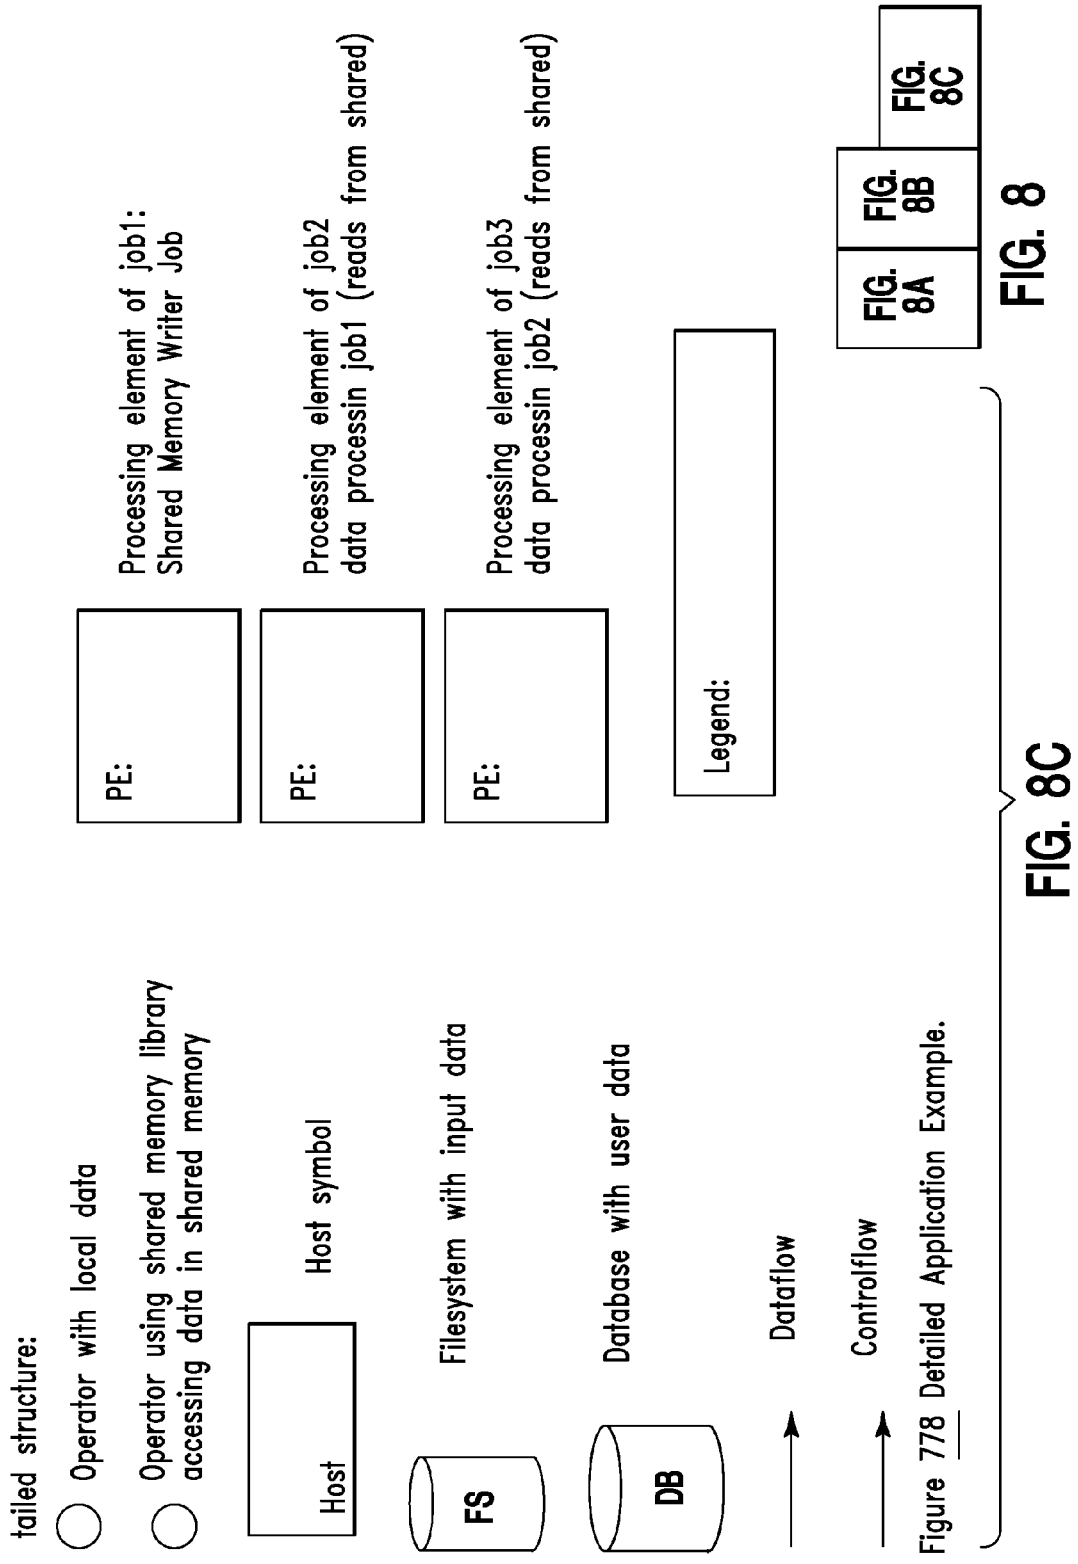 tailed structure:
Operator with local data
Operator using shared memory library
accessing data in shared memory
Host
Host symbol
FS
Filesystem with input data
DB
Database with user data
Dataflow
Controlflow
Figure 778 Detailed Application Example.
PE:
Processing element of job1:
Shared Memory Writer Job
PE:
Processing element of job2
data processin job1 (reads from shared)
PE:
Processing element of job3
data processin job2 (reads from shared)
Legend:
FIG. 8C
FIG.
8A
FIG.
8B
FIG.
8C
FIG. 8